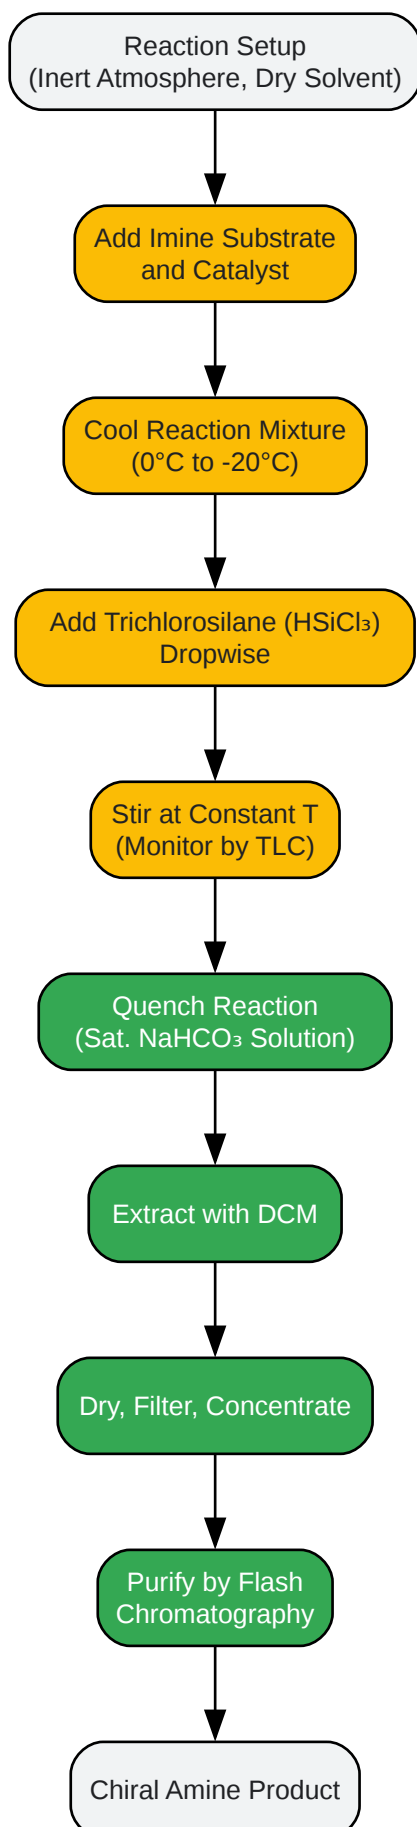 Reaction Setup
(Inert Atmosphere, Dry Solvent)
Add Imine Substrate
and Catalyst
Cool Reaction Mixture
(0°C to -20°C)
Add Trichlorosilane (HSiCl₃)
Dropwise
Stir at Constant T
(Monitor by TLC)
Quench Reaction
(Sat. NaHCO₃ Solution)
Extract with DCM
Dry, Filter, Concentrate
Purify by Flash
Chromatography
Chiral Amine Product